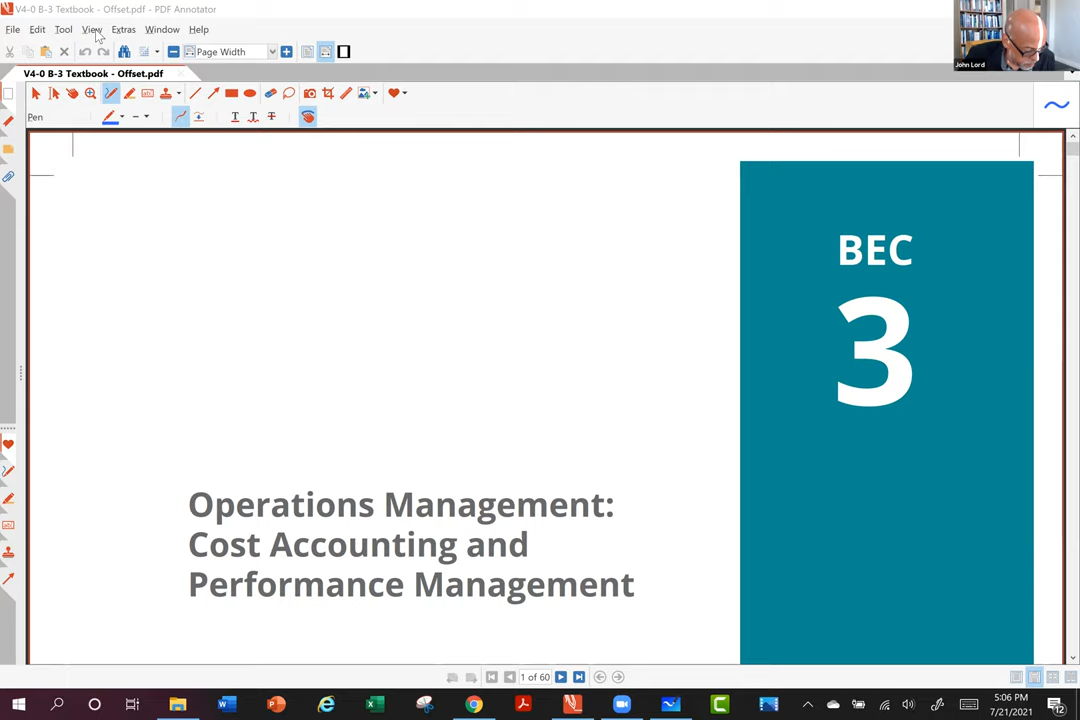 V4-0 B-3 Textbook - Offset.pdf - PDF Annotator
File Edit Tool View Extras Window Help
Page Width
John Lord
V4-0 B-3 Textbook - Offset.pdf
Pen
BEC
3
Operations Management:
Cost Accounting and
Performance Management
1 of 60
5:06 PM
7/21/2021
12